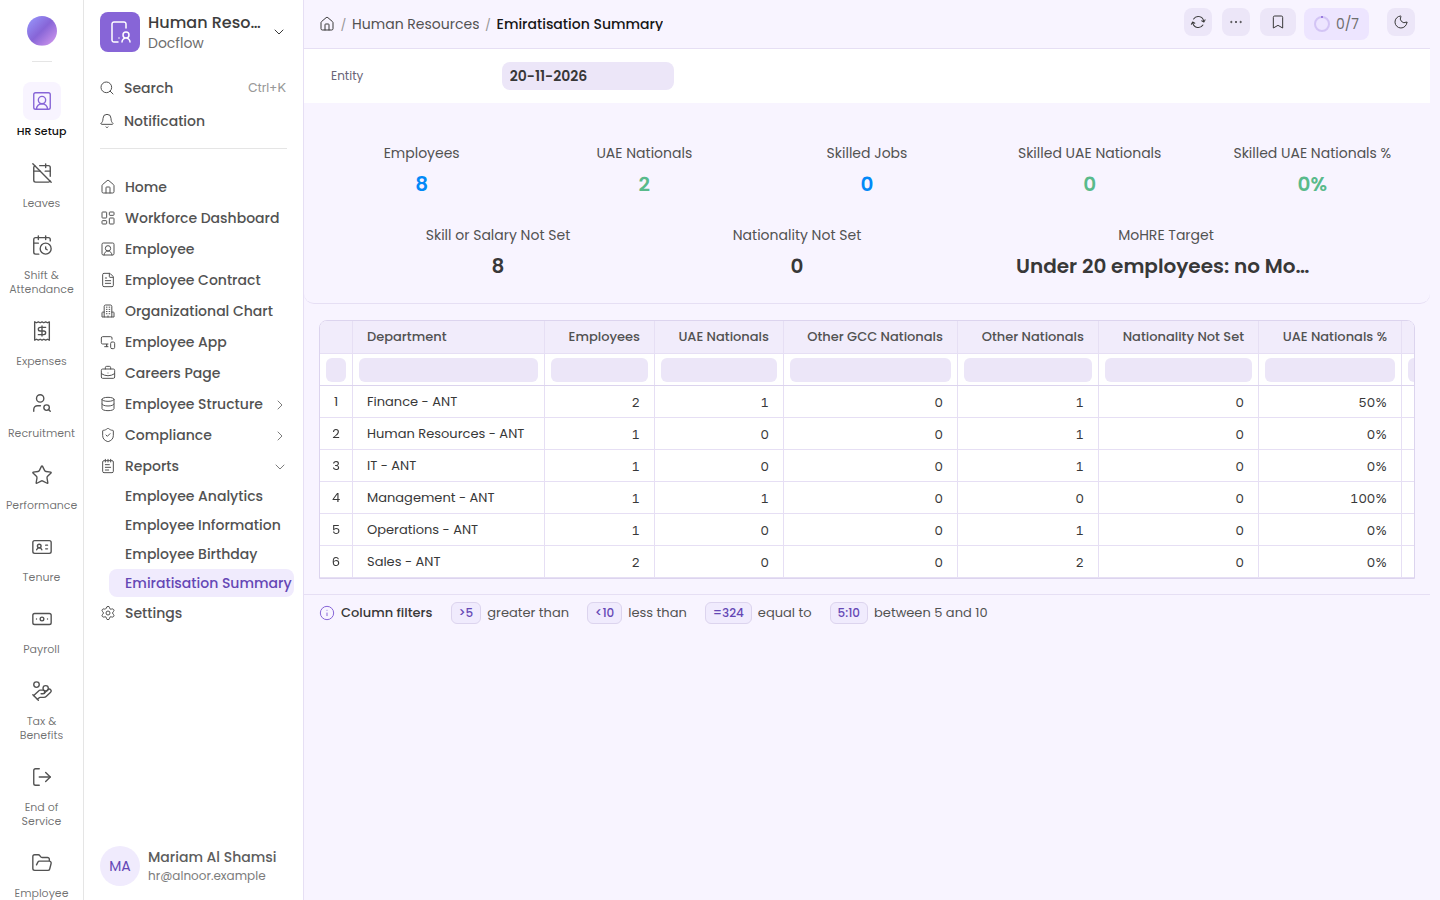 HR Setup
Leaves
Shift &
Attendance
Expenses
Recruitment
Performance
Tenure
Payroll
Tax &
Benefits
End of
Service
Employee
Human Reso...
Docflow
Search Ctrl+K
Notification
Home
Workforce Dashboard
Employee
Employee Contract
Organizational Chart
Employee App
Careers Page
Employee Structure
Compliance
Reports
Employee Analytics
Employee Information
Employee Birthday
Emiratisation Summary
Settings
MA
Mariam Al Shamsi
hr@alnoor.example
/ Human Resources / Emiratisation Summary
0/7
Entity 20-11-2026
Employees UAE Nationals Skilled Jobs Skilled UAE Nationals Skilled UAE Nationals %
8 2 0 0 0%
Skill or Salary Not Set Nationality Not Set MoHRE Target
8 0 Under 20 employees: no Mo...
Department Employees UAE Nationals Other GCC Nationals Other Nationals Nationality Not Set UAE Nationals %
1 Finance - ANT 2 1 0 1 0 50%
2 Human Resources - ANT 1 0 0 1 0 0%
3 IT - ANT 1 0 0 1 0 0%
4 Management - ANT 1 1 0 0 0 100%
5 Operations - ANT 1 0 0 1 0 0%
6 Sales - ANT 2 0 0 2 0 0%
Column filters >5 greater than <10 less than =324 equal to 5:10 between 5 and 10